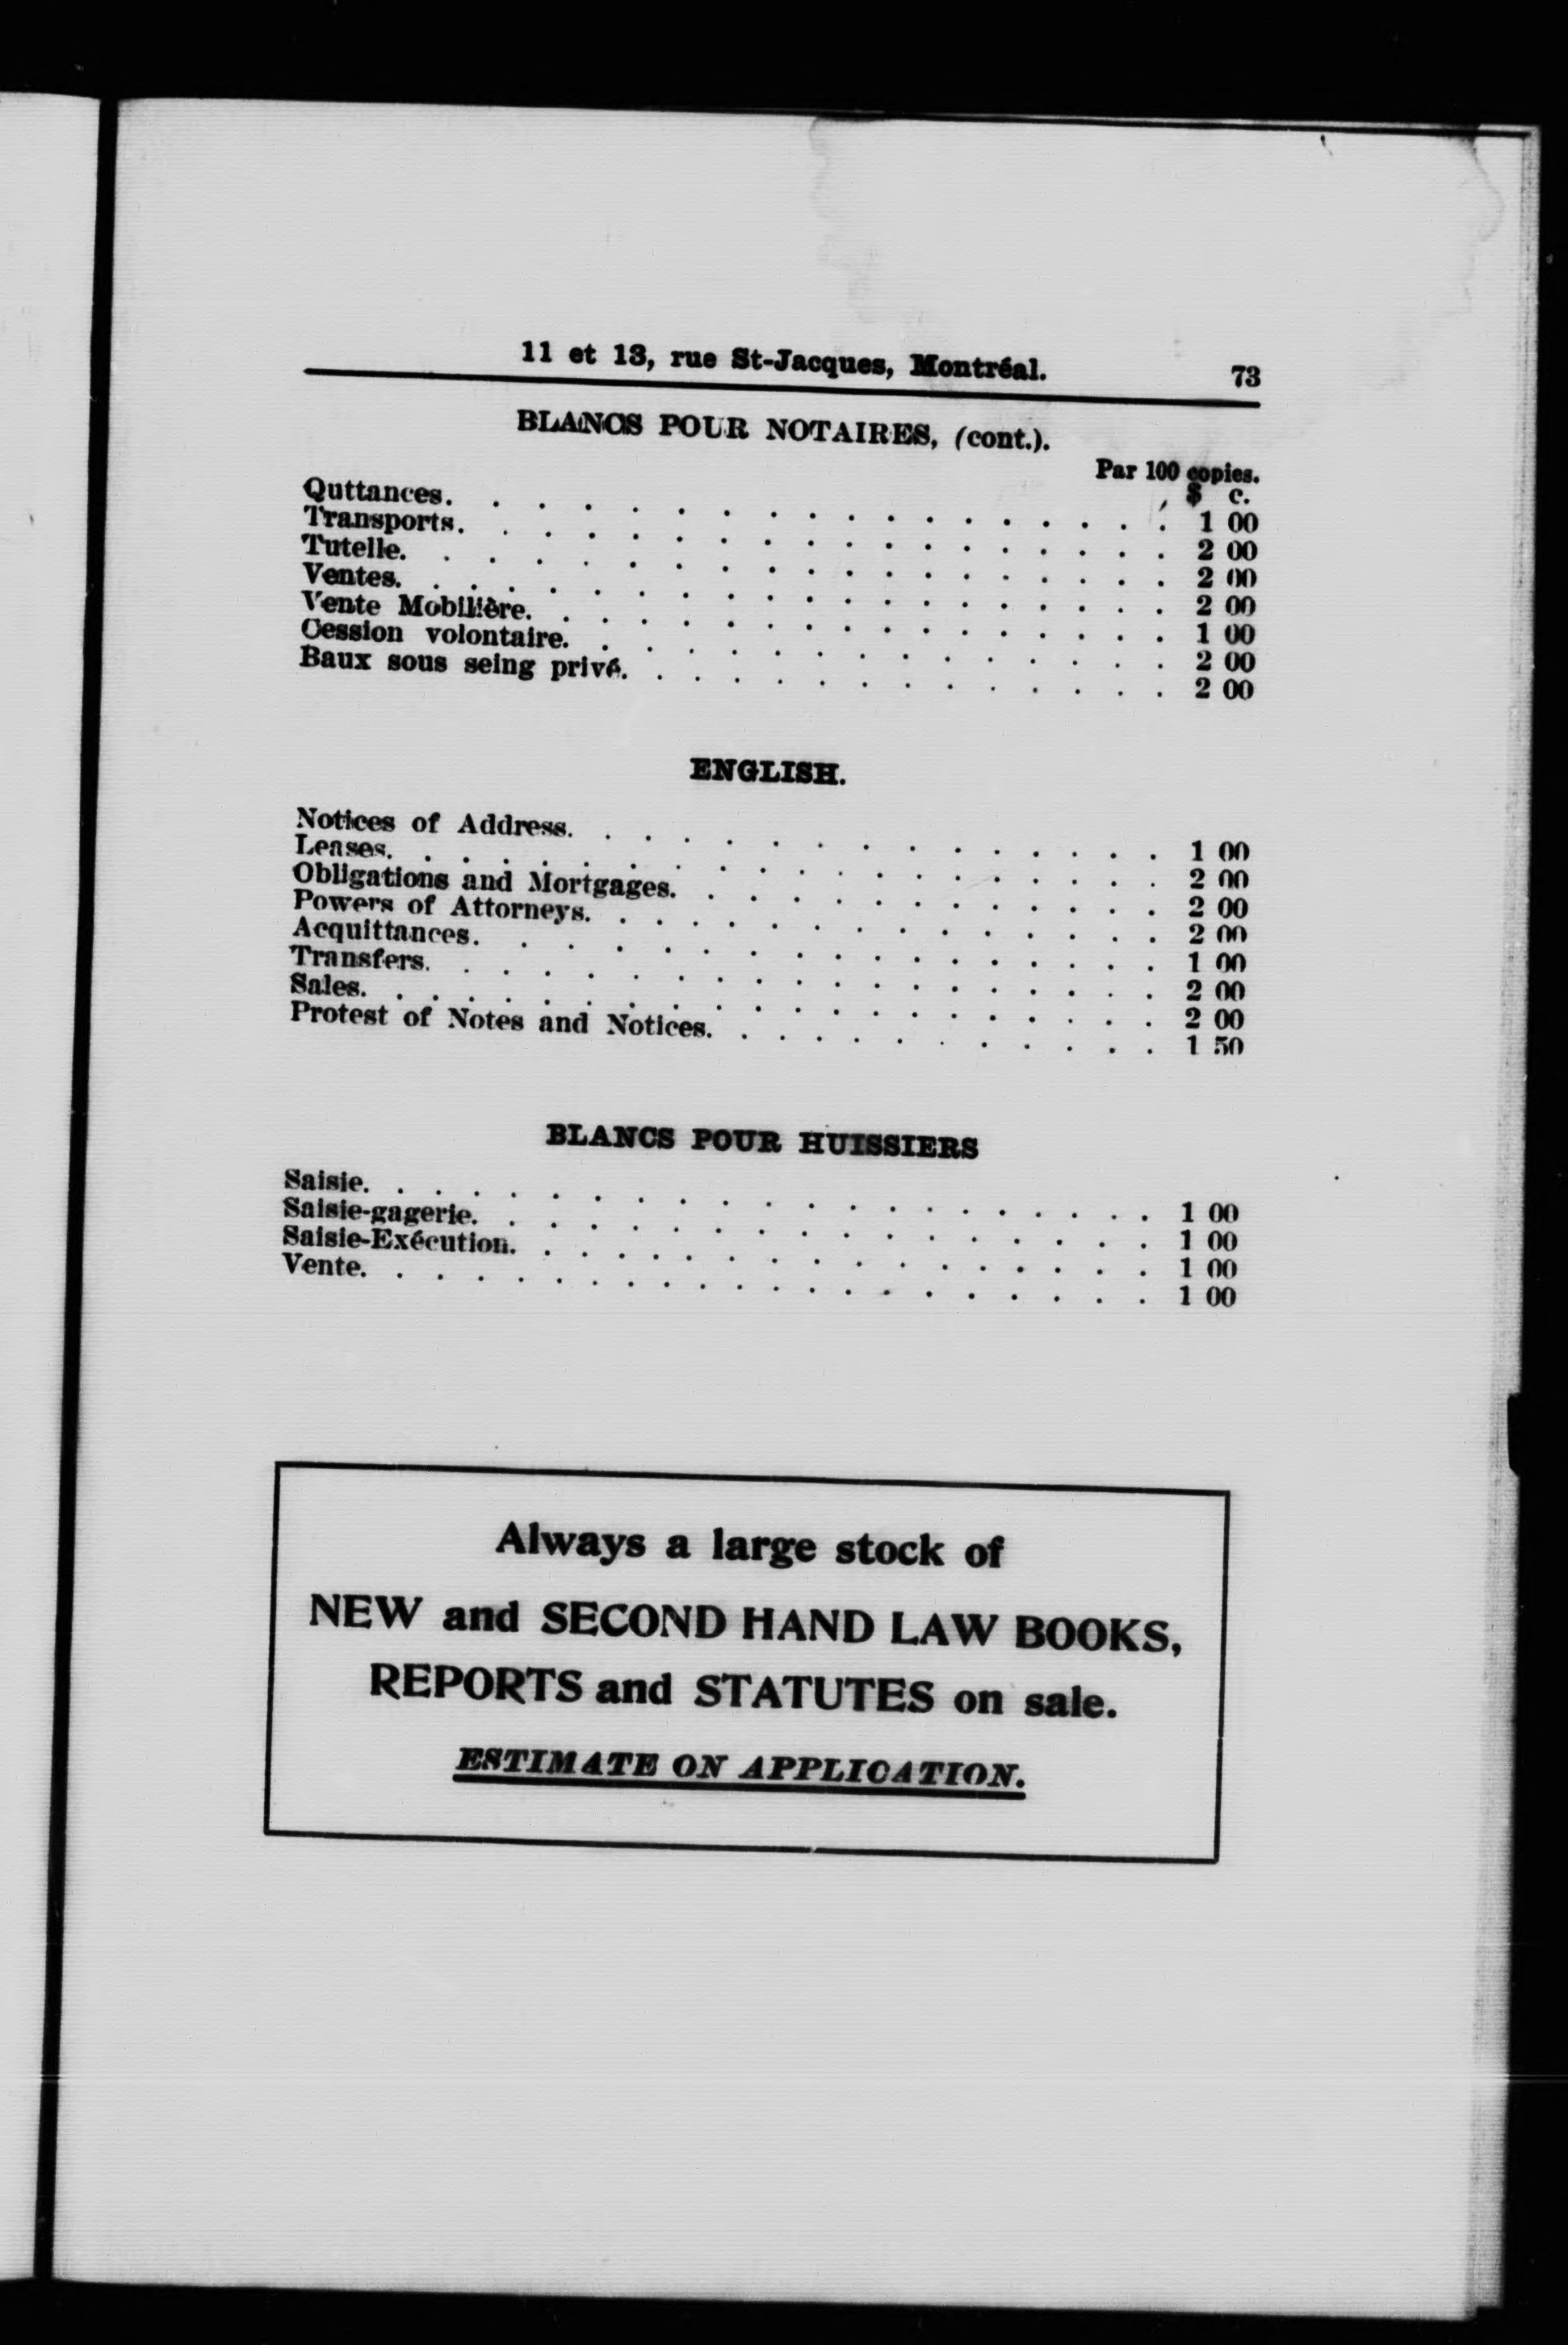 11 et 13, rue St-Jacques, Montréal. 73
BLANCS POUR NOTAIRES, (cont.).
Par 100 copies.
$ c.
Quttances. . . . . . . . . . . . . . . . . . 1 00
Transports. . . . . . . . . . . . . . . . . . 2 00
Tutelle. . . . . . . . . . . . . . . . . . . 2 00
Ventes. . . . . . . . . . . . . . . . . . . 2 00
Vente Mobilière. . . . . . . . . . . . . . . . 1 00
Cession volontaire. . . . . . . . . . . . . . . 2 00
Baux sous seing privé. . . . . . . . . . . . . . 2 00
ENGLISH.
Notices of Address. . . . . . . . . . . . . . . 1 00
Leases. . . . . . . . . . . . . . . . . . . 2 00
Obligations and Mortgages. . . . . . . . . . . . 2 00
Powers of Attorneys. . . . . . . . . . . . . . . 2 00
Acquittances. . . . . . . . . . . . . . . . . 1 00
Transfers. . . . . . . . . . . . . . . . . . 2 00
Sales. . . . . . . . . . . . . . . . . . . . 2 00
Protest of Notes and Notices. . . . . . . . . . . . 1 50
BLANCS POUR HUISSIERS
Saisie. . . . . . . . . . . . . . . . . . . . 1 00
Saisie-gagerie. . . . . . . . . . . . . . . . . 1 00
Saisie-Exécution. . . . . . . . . . . . . . . . . 1 00
Vente. . . . . . . . . . . . . . . . . . . . 1 00
Always a large stock of
NEW and SECOND HAND LAW BOOKS,
REPORTS and STATUTES on sale.
ESTIMATE ON APPLICATION.